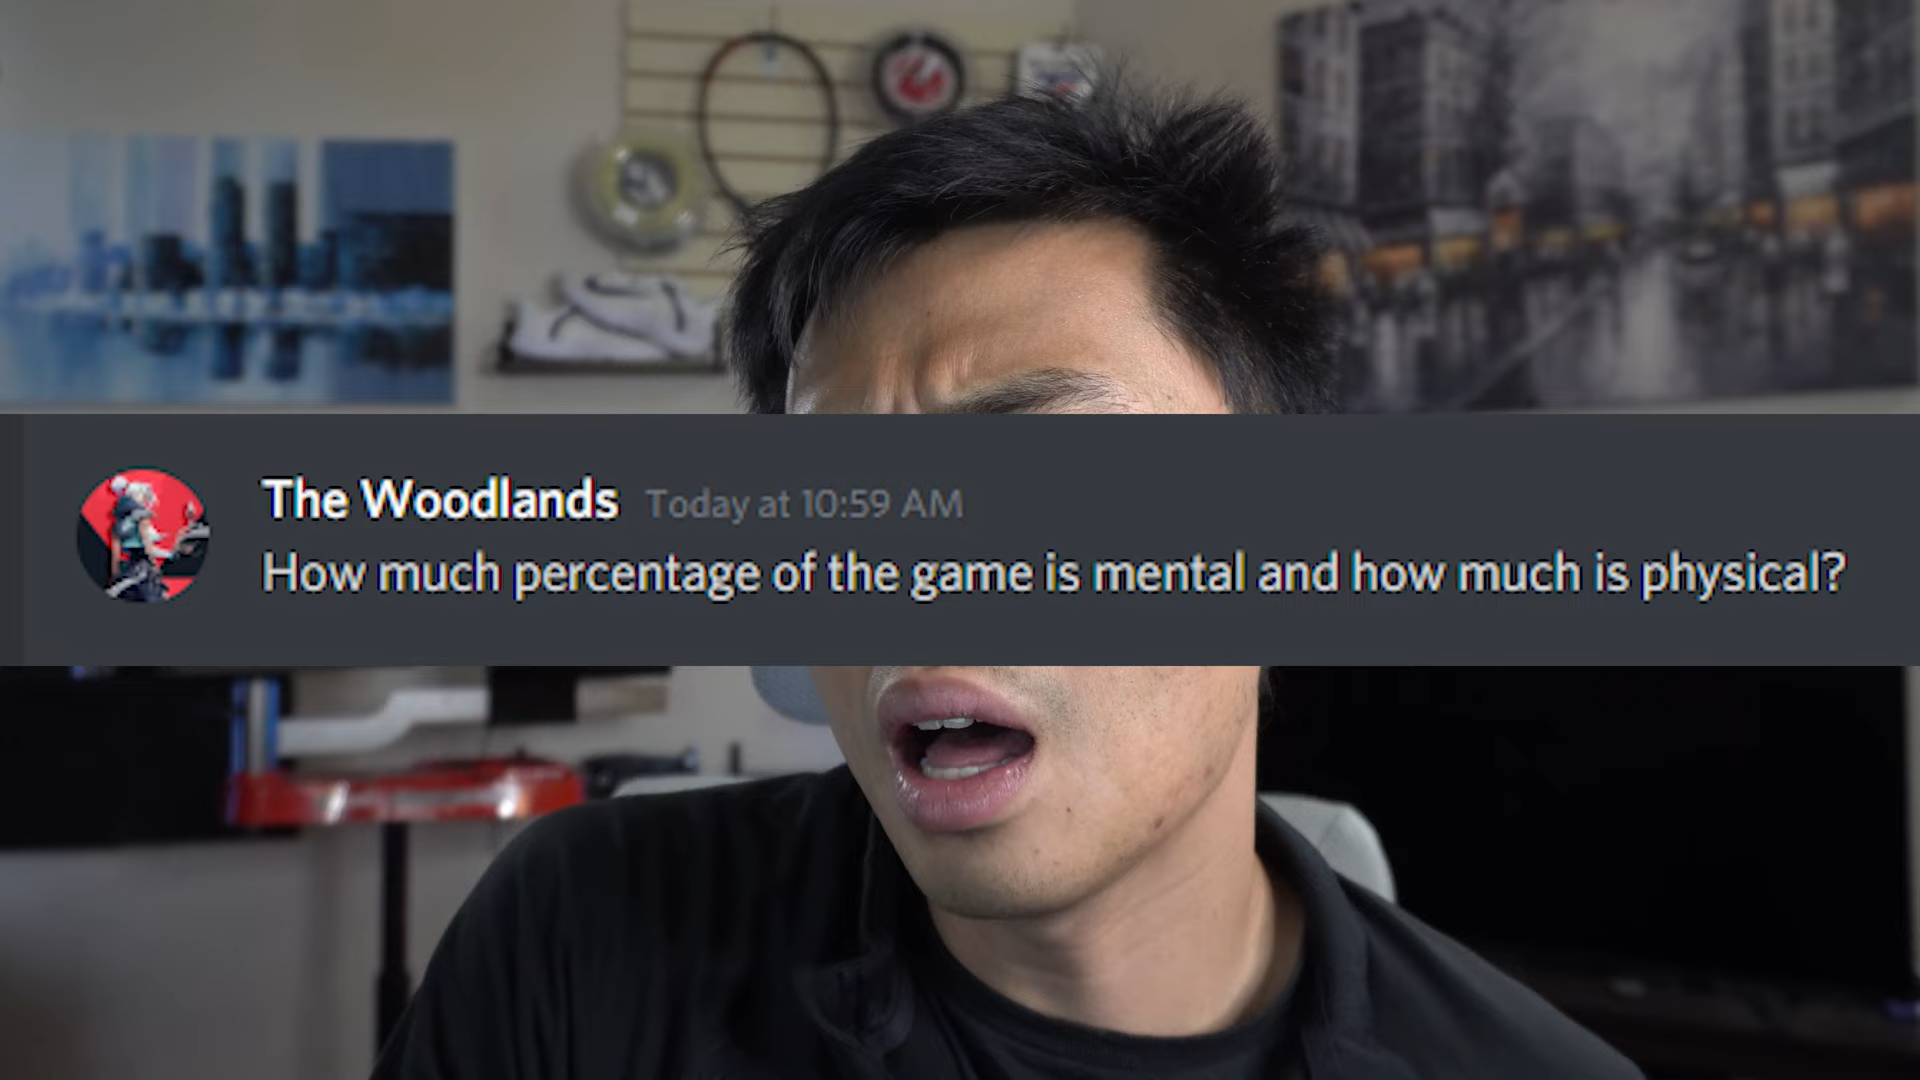 The Woodlands Today at 10:59 AM
How much percentage of the game is mental and how much is physical?